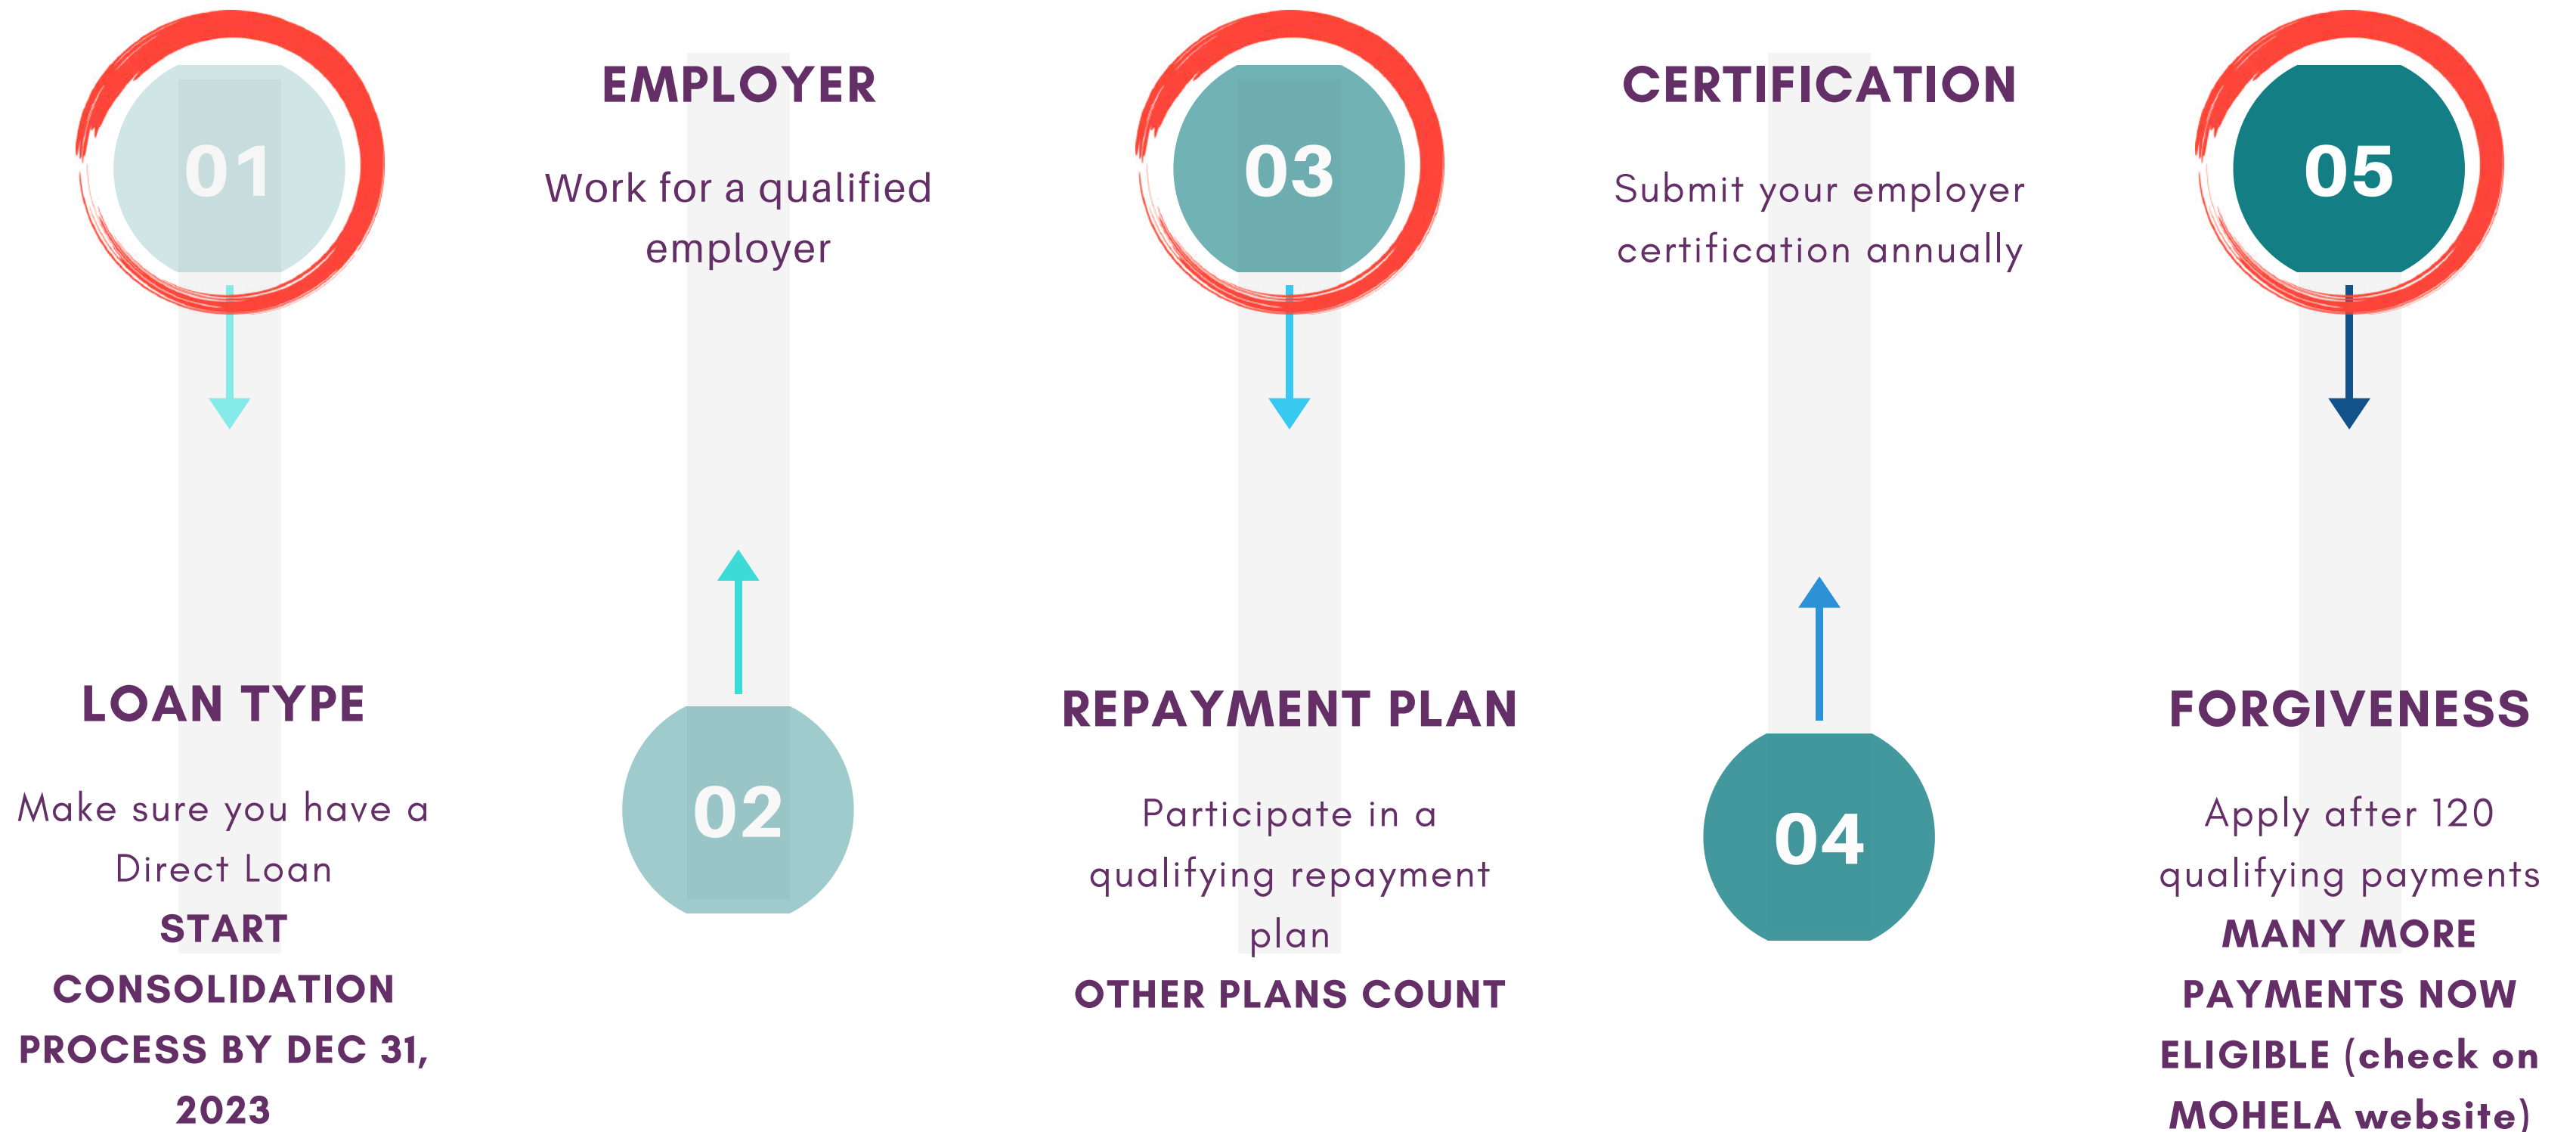 01
LOAN TYPE
Make sure you have a
Direct Loan
START
CONSOLIDATION
PROCESS BY DEC 31,
2023
EMPLOYER
Work for a qualified
employer
02
03
REPAYMENT PLAN
Participate in a
qualifying repayment
plan
OTHER PLANS COUNT
CERTIFICATION
Submit your employer
certification annually
04
05
FORGIVENESS
Apply after 120
qualifying payments
MANY MORE
PAYMENTS NOW
ELIGIBLE (check on
MOHELA website)